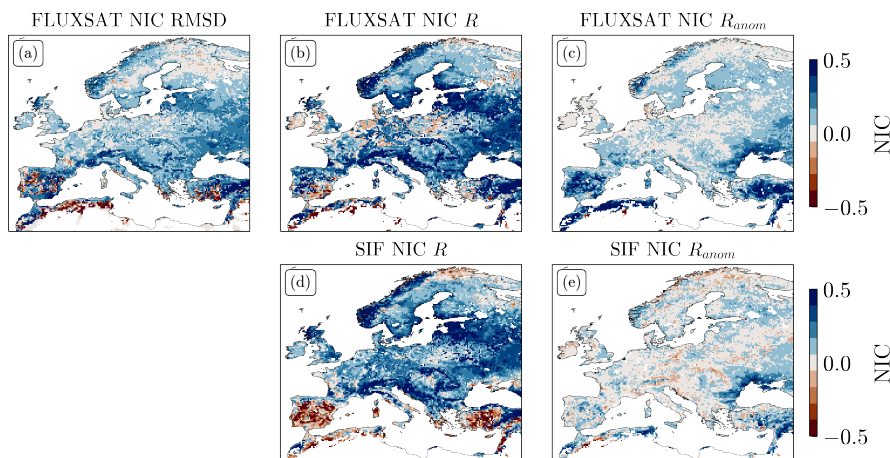 FLUXSAT NIC RMSD
FLUXSAT NIC R
FLUXSAT NIC R_anom
(a)
(b)
(c)
0.5
0.0
−0.5
NIC
SIF NIC R
SIF NIC R_anom
(d)
(e)
0.5
0.0
−0.5
NIC